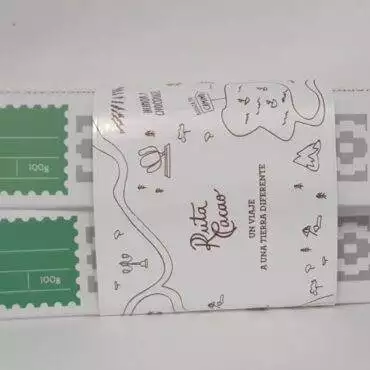 100g
100g
Ruta
Cacao
UN VIAJE
A UNA TIERRA DIFERENTE